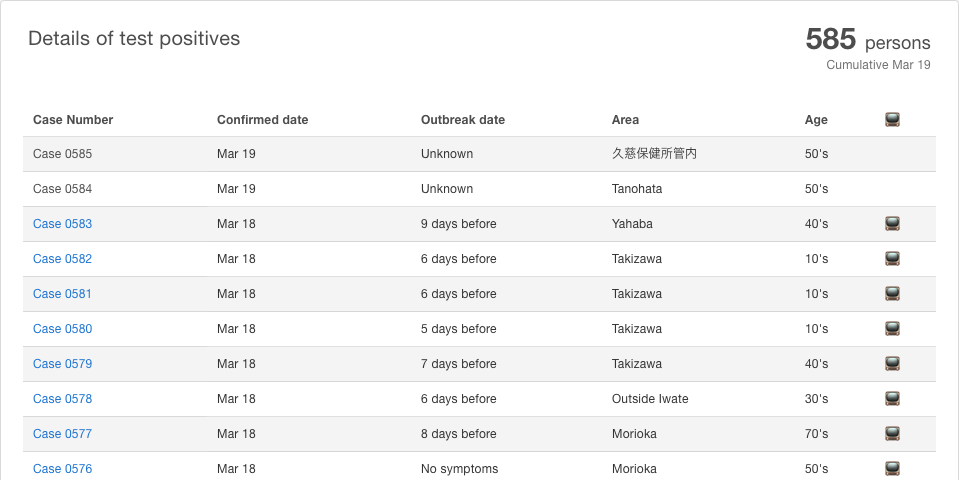 Details of test positives
585 persons
Cumulative Mar 19
Case Number Confirmed date Outbreak date Area Age
Case 0585 Mar 19 Unknown 久慈保健所管内 50's
Case 0584 Mar 19 Unknown Tanohata 50's
Case 0583 Mar 18 9 days before Yahaba 40's
Case 0582 Mar 18 6 days before Takizawa 10's
Case 0581 Mar 18 6 days before Takizawa 10's
Case 0580 Mar 18 5 days before Takizawa 10's
Case 0579 Mar 18 7 days before Takizawa 40's
Case 0578 Mar 18 6 days before Outside Iwate 30's
Case 0577 Mar 18 8 days before Morioka 70's
Case 0576 Mar 18 No symptoms Morioka 50's